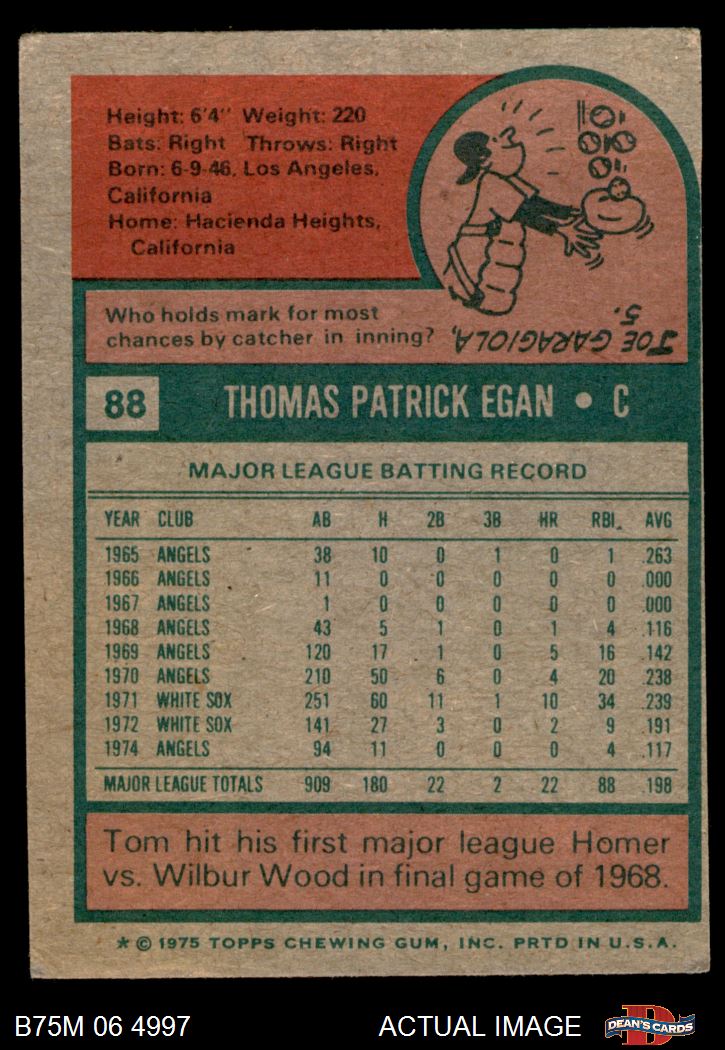 Height: 6'4" Weight: 220
Bats: Right Throws: Right
Born: 6-9-46, Los Angeles,
California
Home: Hacienda Heights,
California
Who holds mark for most
chances by catcher in inning?
JOE GARAGIOLA,
5.
88 THOMAS PATRICK EGAN • C
MAJOR LEAGUE BATTING RECORD
YEAR CLUB AB H 2B 3B HR RBI. AVG
1965 ANGELS 38 10 0 1 0 1 .263
1966 ANGELS 11 0 0 0 0 0 .000
1967 ANGELS 1 0 0 0 0 0 .000
1968 ANGELS 43 5 1 0 1 4 .116
1969 ANGELS 120 17 1 0 5 16 .142
1970 ANGELS 210 50 6 0 4 20 .238
1971 WHITE SOX 251 60 11 1 10 34 .239
1972 WHITE SOX 141 27 3 0 2 9 .191
1974 ANGELS 94 11 0 0 0 4 .117
MAJOR LEAGUE TOTALS 909 180 22 2 22 88 .198
Tom hit his first major league Homer
vs. Wilbur Wood in final game of 1968.
* © 1975 TOPPS CHEWING GUM, INC. PRTD IN U.S.A.
B75M 06 4997 ACTUAL IMAGE DEAN'S CARDS